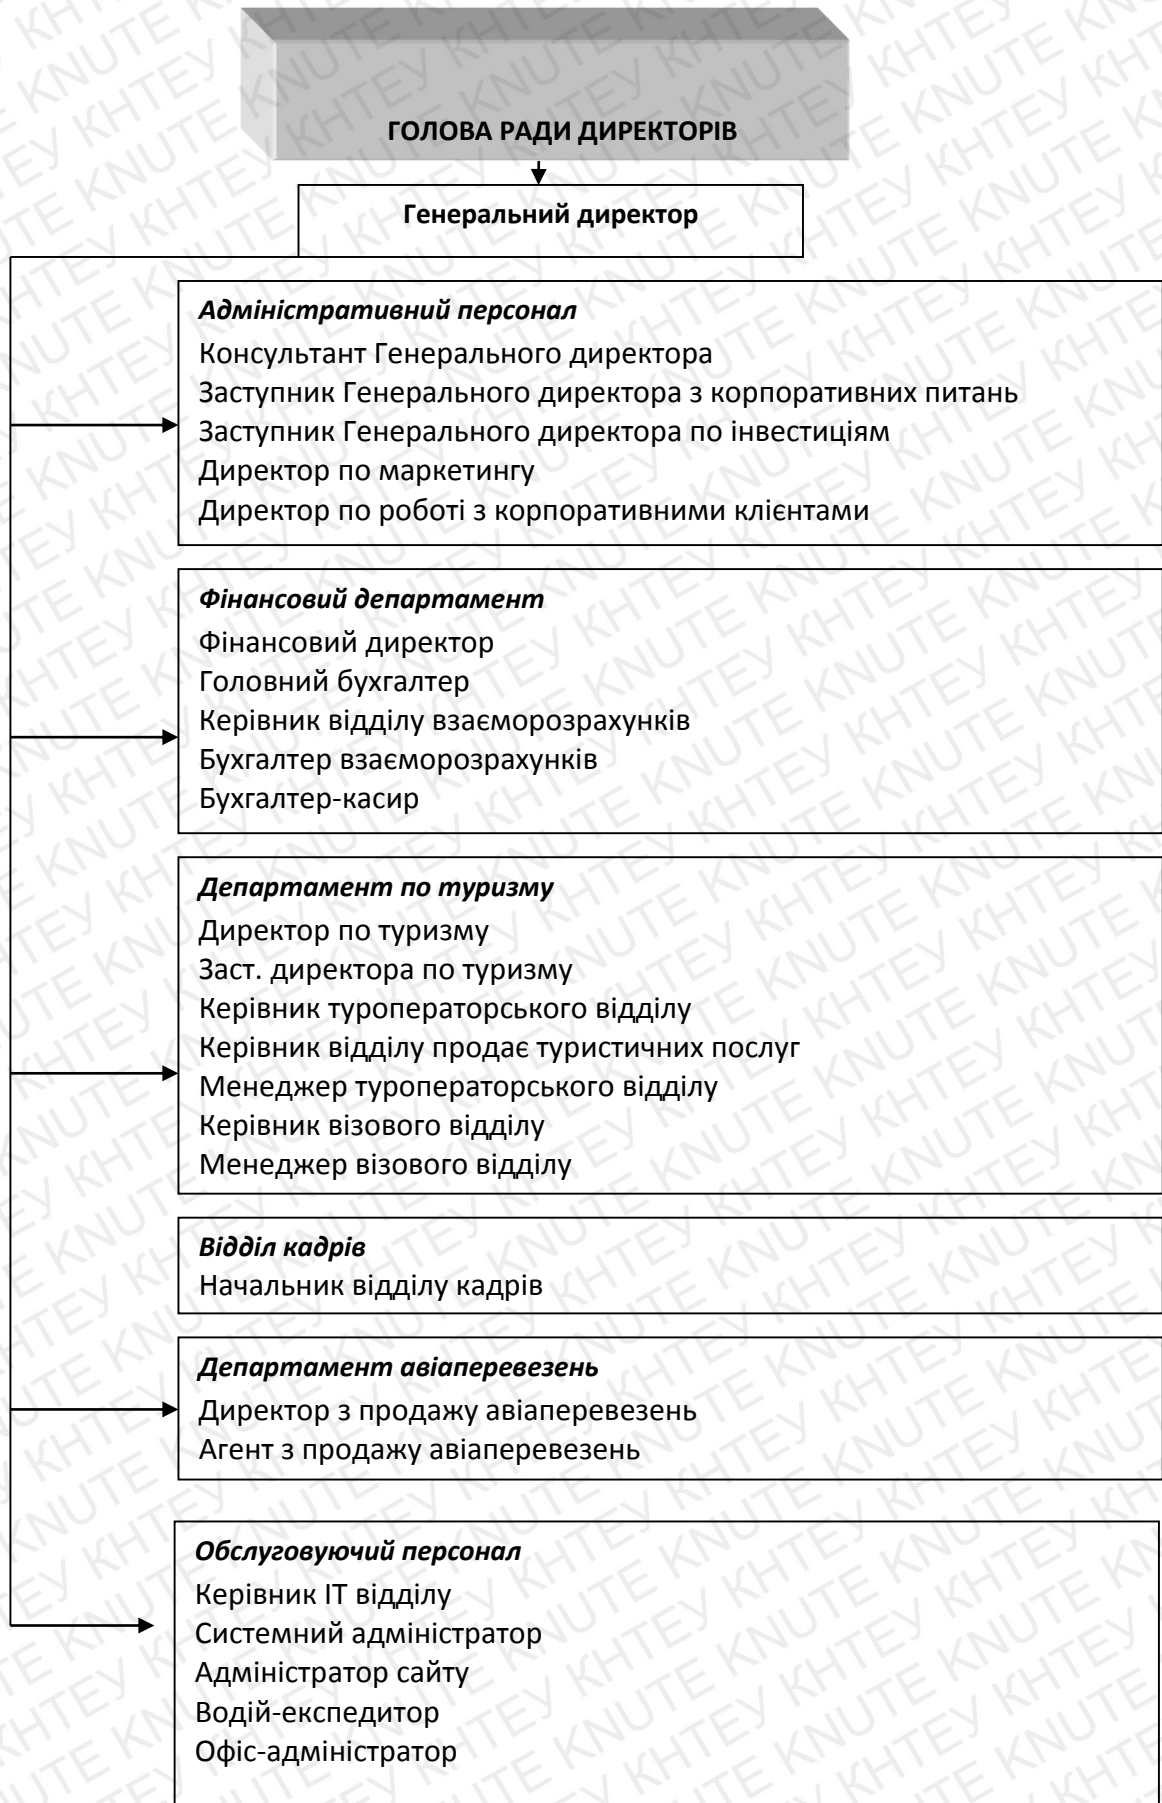 ГОЛОВА РАДИ ДИРЕКТОРІВ
Генеральний директор
Адміністративний персонал
Консультант Генерального директора
Заступник Генерального директора з корпоративних питань
Заступник Генерального директора по інвестиціям
Директор по маркетингу
Директор по роботі з корпоративними клієнтами
Фінансовий департамент
Фінансовий директор
Головний бухгалтер
Керівник відділу взаєморозрахунків
Бухгалтер взаєморозрахунків
Бухгалтер-касир
Департамент по туризму
Директор по туризму
Заст. директора по туризму
Керівник туроператорського відділу
Керівник відділу продає туристичних послуг
Менеджер туроператорського відділу
Керівник візового відділу
Менеджер візового відділу
Відділ кадрів
Начальник відділу кадрів
Департамент авіаперевезень
Директор з продажу авіаперевезень
Агент з продажу авіаперевезень
Обслуговуючий персонал
Керівник ІТ відділу
Системний адміністратор
Адміністратор сайту
Водій-експедитор
Офіс-адміністратор